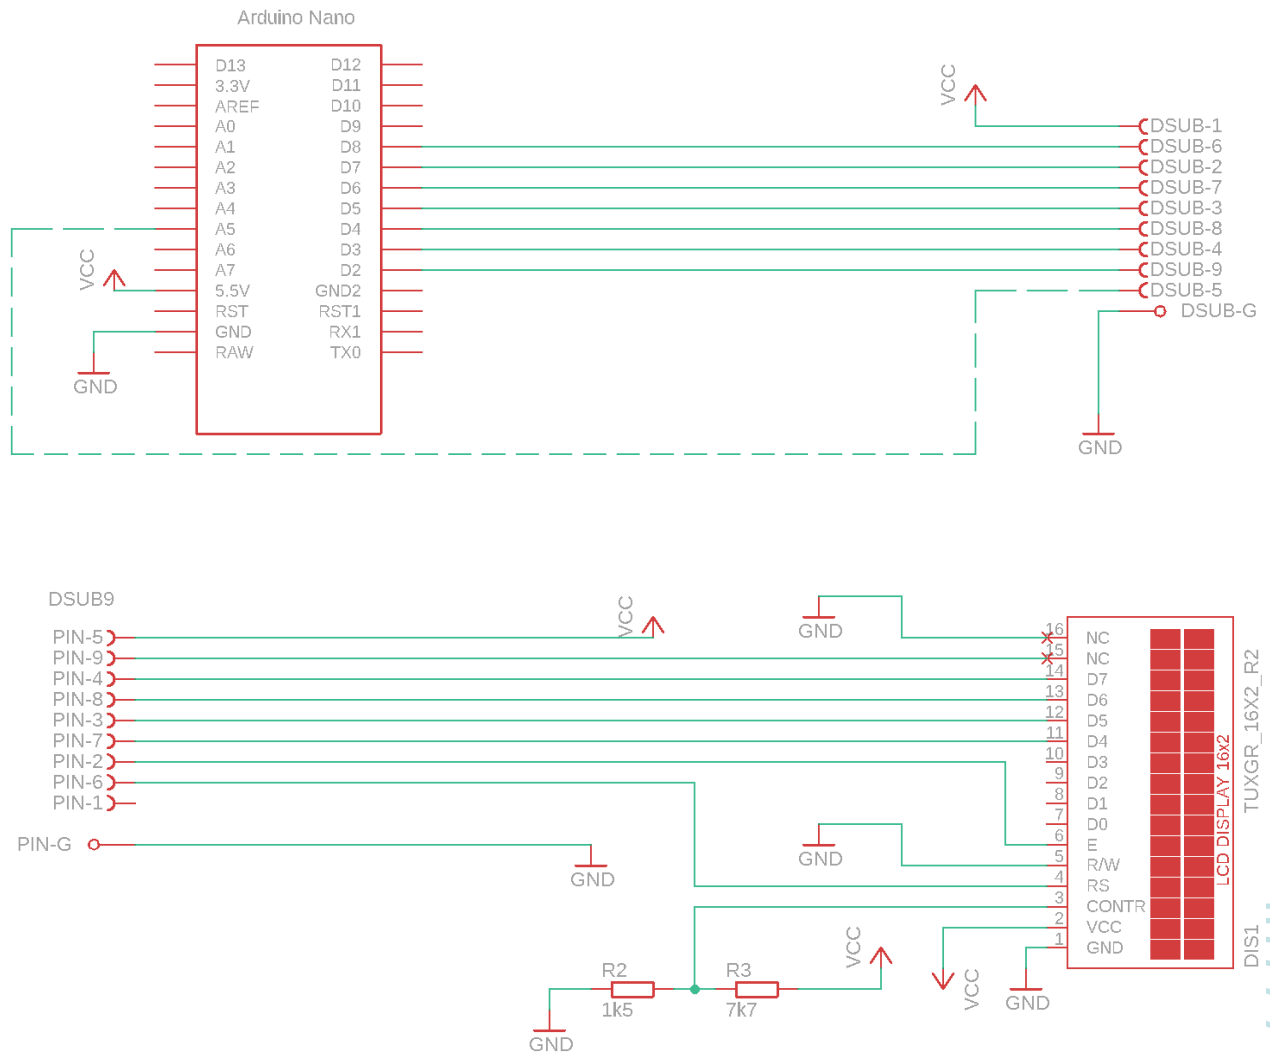 Arduino Nano
D13 D12
3.3V D11
AREF D10
A0 D9
A1 D8
A2 D7
A3 D6
A4 D5
A5 D4
A6 D3
A7 D2
5.5V GND2
RST RST1
GND RX1
RAW TX0
VCC
GND
VCC
DSUB-1
DSUB-6
DSUB-2
DSUB-7
DSUB-3
DSUB-8
DSUB-4
DSUB-9
DSUB-5
DSUB-G
GND
DSUB9
PIN-5
PIN-9
PIN-4
PIN-8
PIN-3
PIN-7
PIN-2
PIN-6
PIN-1
PIN-G
VCC
GND
GND
GND
16 NC
15 NC
14 D7
13 D6
12 D5
11 D4
10 D3
9 D2
8 D1
7 D0
6 E
5 R/W
4 RS
3 CONTR
2 VCC
1 GND
LCD DISPLAY 16x2
TUXGR_16X2_R2
DIS1
R2
1k5
R3
7k7
VCC
VCC
GND
GND